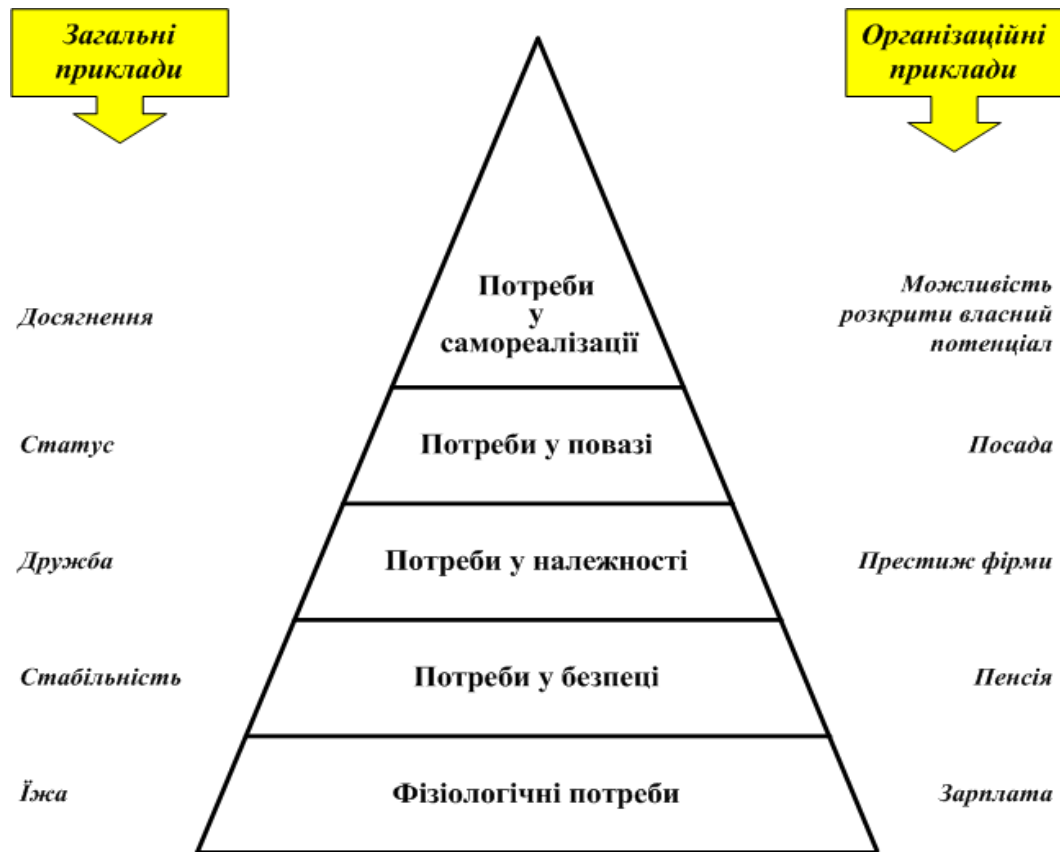 Загальні
приклади
Організаційні
приклади
Досягнення
Потреби
у
самореалізації
Можливість
розкрити власний
потенціал
Статус
Потреби у повазі
Посада
Дружба
Потреби у належності
Престиж фірми
Стабільність
Потреби у безпеці
Пенсія
Їжа
Фізіологічні потреби
Зарплата